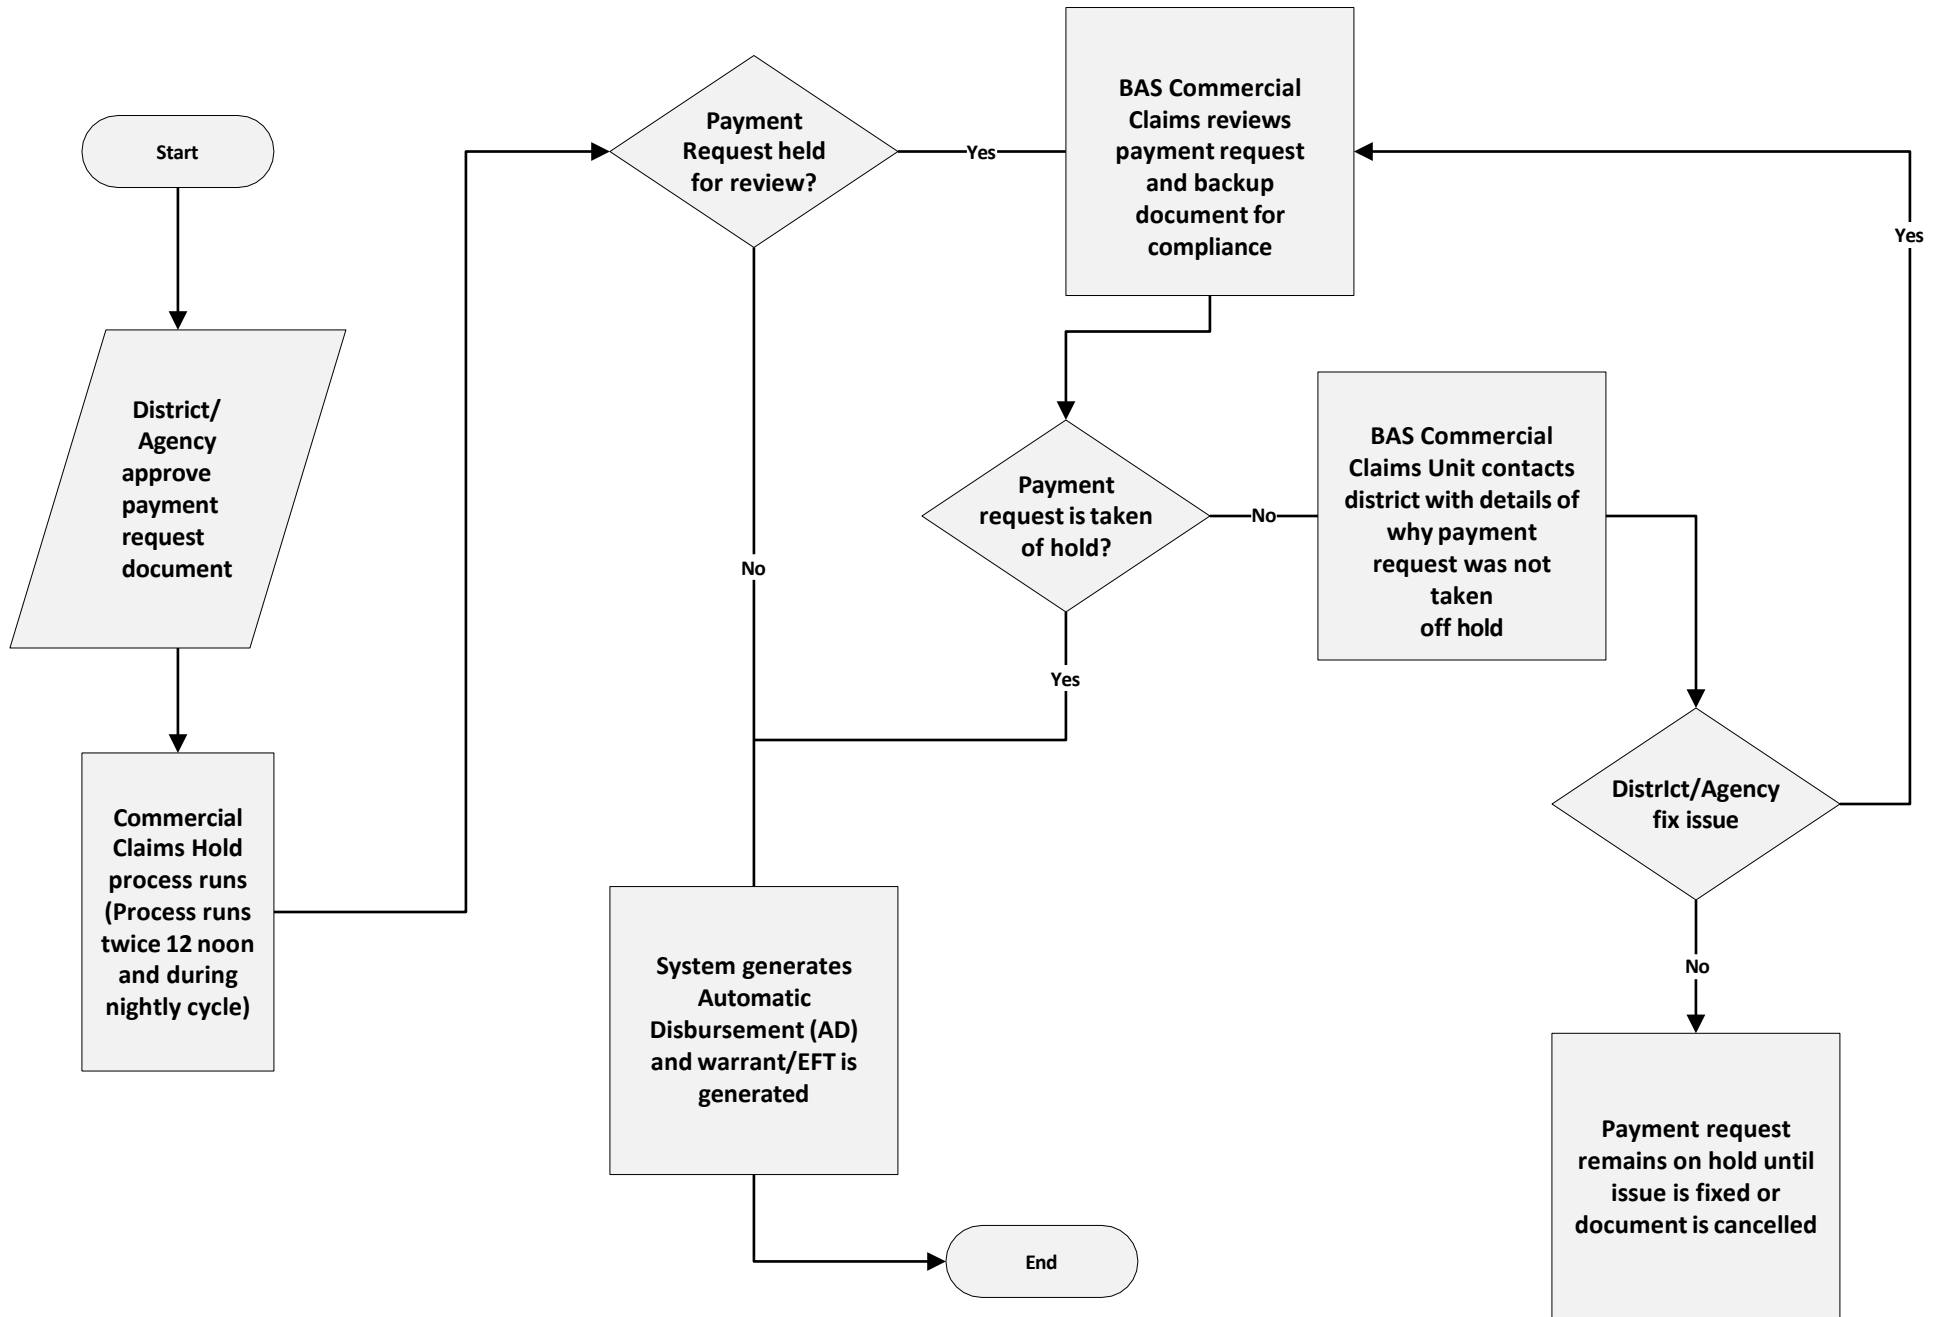 Start
District/
Agency
approve
payment
request
document
Commercial
Claims Hold
process runs
(Process runs
twice 12 noon
and during
nightly cycle)
Payment
Request held
for review?
Yes
No
BAS Commercial
Claims reviews
payment request
and backup
document for
compliance
Payment
request is taken
of hold?
No
Yes
BAS Commercial
Claims Unit contacts
district with details of
why payment
request was not
taken
off hold
Yes
DistrIct/Agency
fix issue
No
Payment request
remains on hold until
issue is fixed or
document is cancelled
System generates
Automatic
Disbursement (AD)
and warrant/EFT is
generated
End